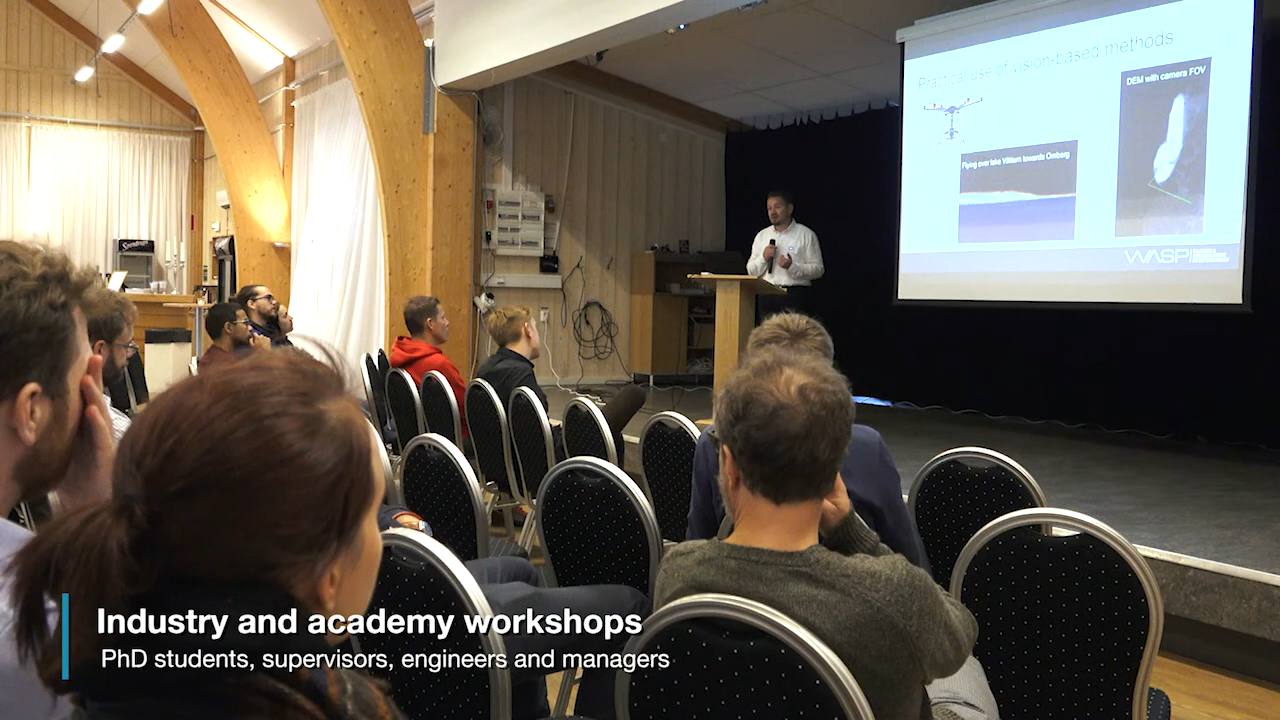 Practical use of vision-based methods
DEM with camera FOV
Flying over lake Vättern towards Omberg
WASP
Industry and academy workshops
PhD students, supervisors, engineers and managers